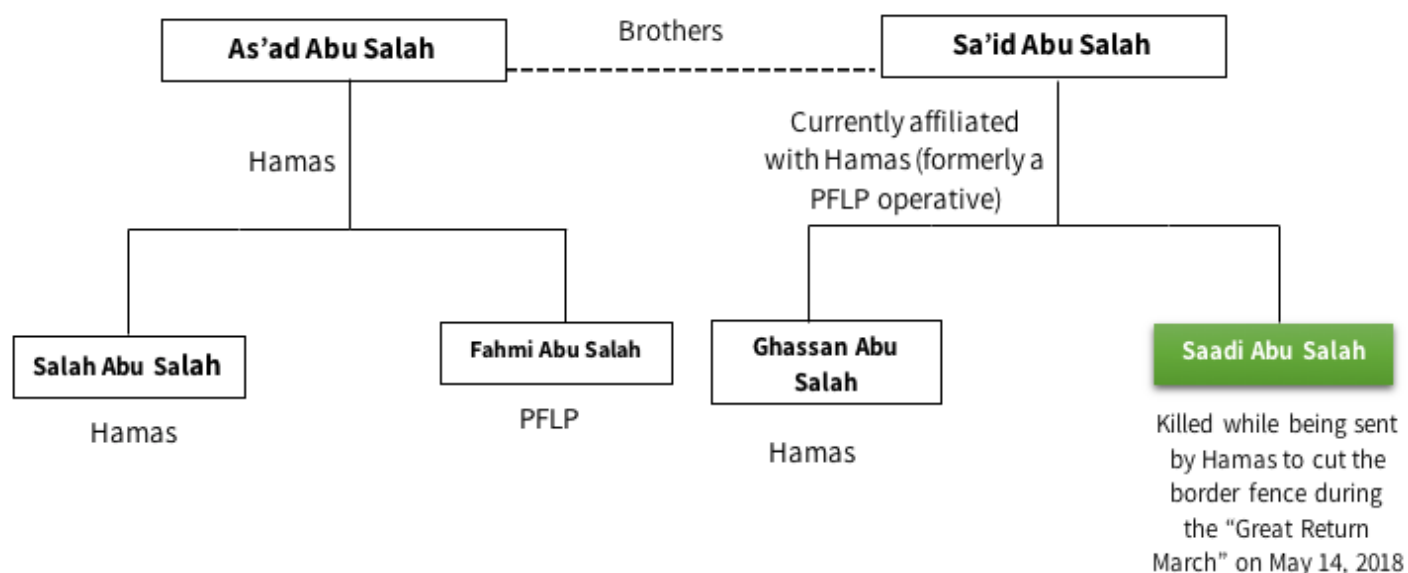 As’ad Abu Salah
Brothers
Sa’id Abu Salah
Hamas
Currently affiliated
with Hamas (formerly a
PFLP operative)
Salah Abu Salah
Hamas
Fahmi Abu Salah
PFLP
Ghassan Abu
Salah
Hamas
Saadi Abu Salah
Killed while being sent
by Hamas to cut the
border fence during
the “Great Return
March” on May 14, 2018